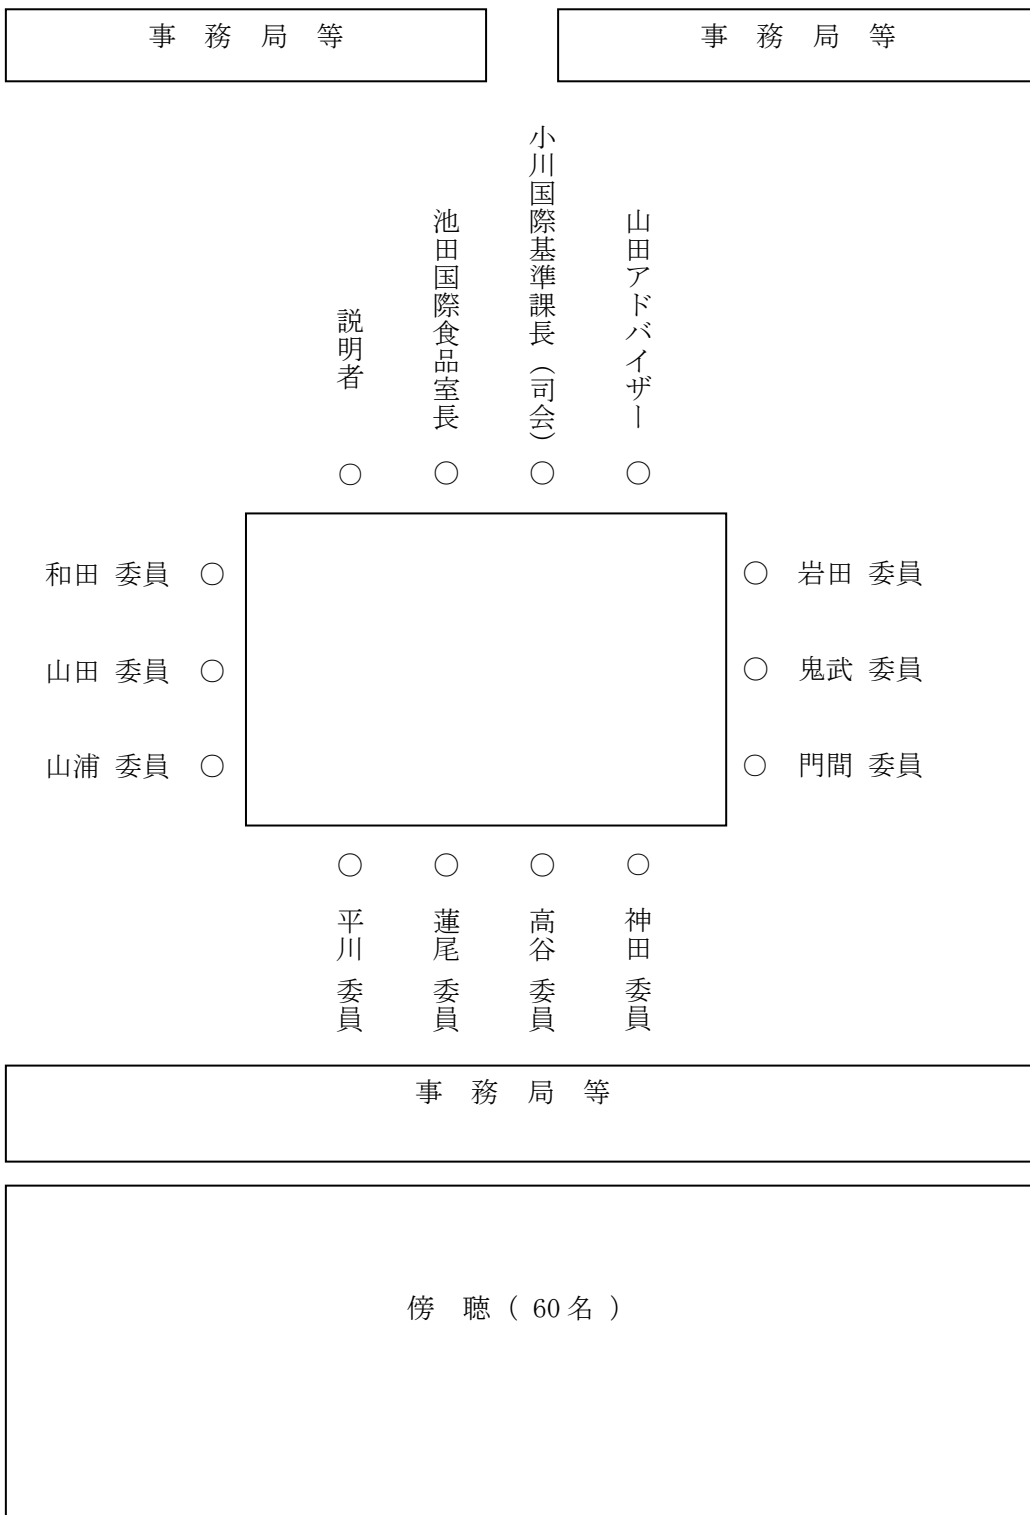 事 務 局 等
事 務 局 等
説明者
池田国際食品室長
小川国際基準課長（司会）
山田アドバイザー
○ ○ ○ ○
和田 委員 ○
○ 岩田 委員
山田 委員 ○
○ 鬼武 委員
山浦 委員 ○
○ 門間 委員
○ ○ ○ ○
平川 委員
蓮尾 委員
高谷 委員
神田 委員
事 務 局 等
傍 聴（ 60 名 ）